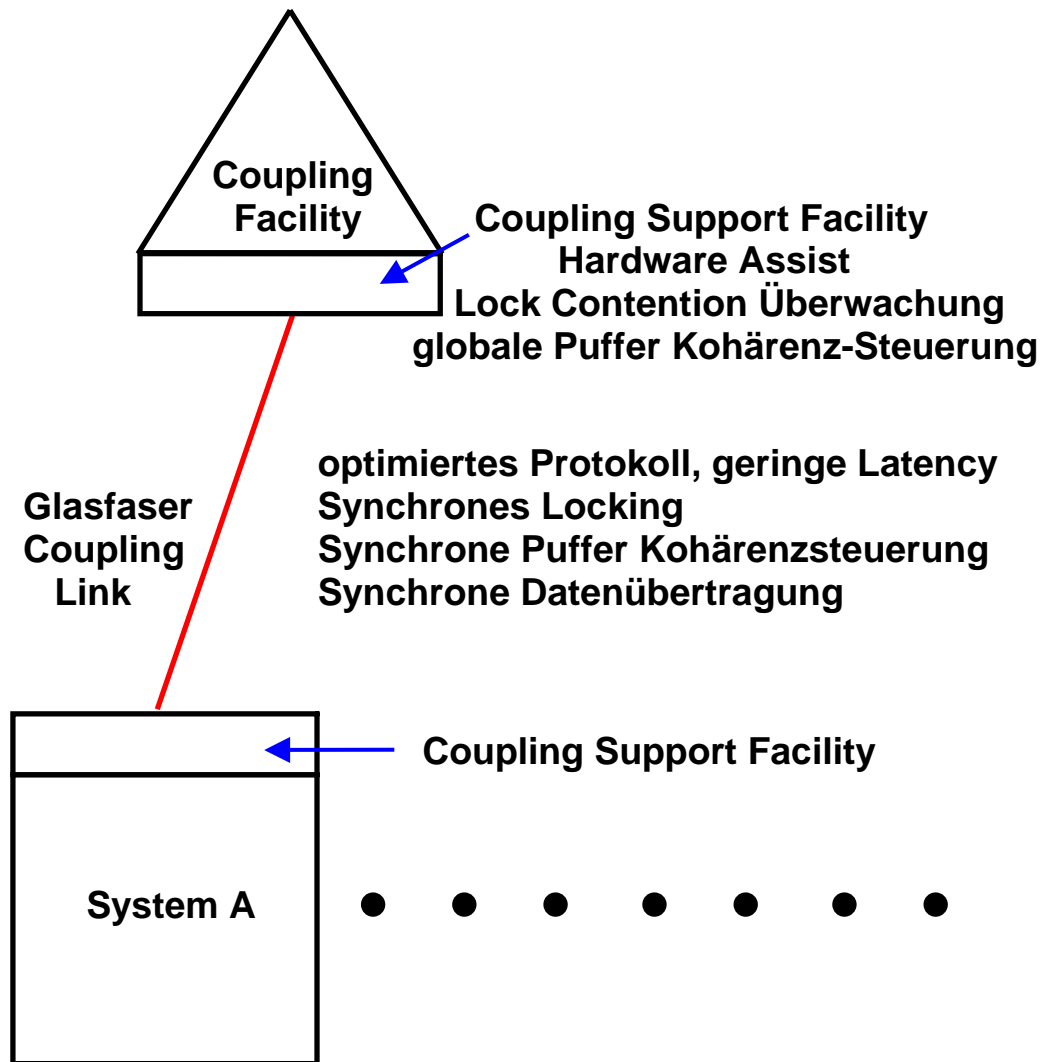 Coupling
Facility
Coupling Support Facility
Hardware Assist
Lock Contention Überwachung
globale Puffer Kohärenz-Steuerung
optimiertes Protokoll, geringe Latency
Synchrones Locking
Synchrone Puffer Kohärenzsteuerung
Synchrone Datenübertragung
Glasfaser
Coupling
Link
Coupling Support Facility
System A